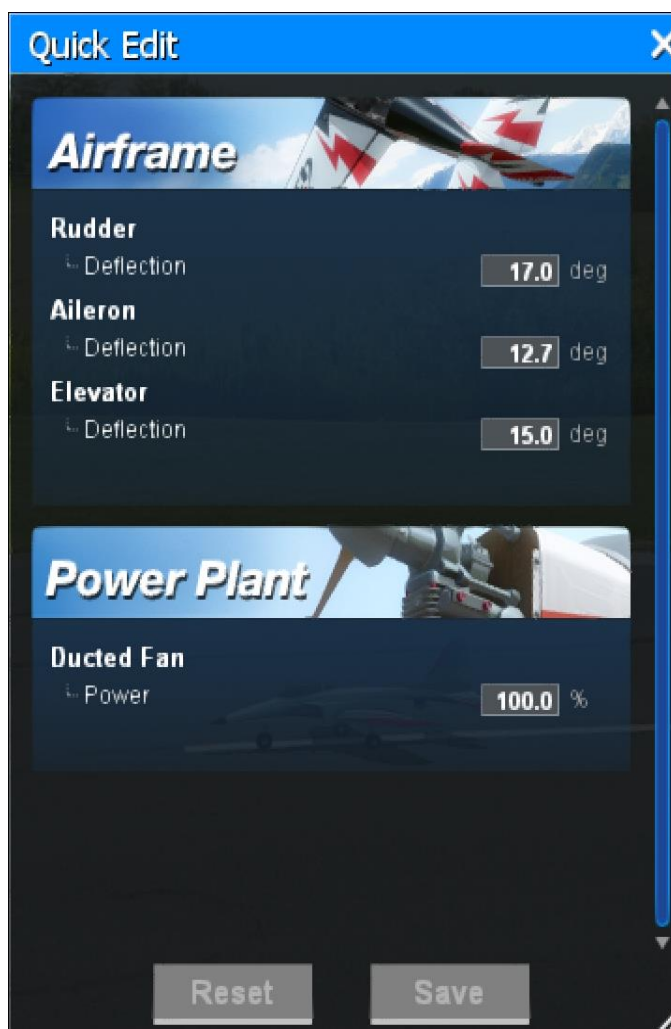 Quick Edit
Airframe
Rudder
Deflection 17.0 deg
Aileron
Deflection 12.7 deg
Elevator
Deflection 15.0 deg
Power Plant
Ducted Fan
Power 100.0 %
Reset Save